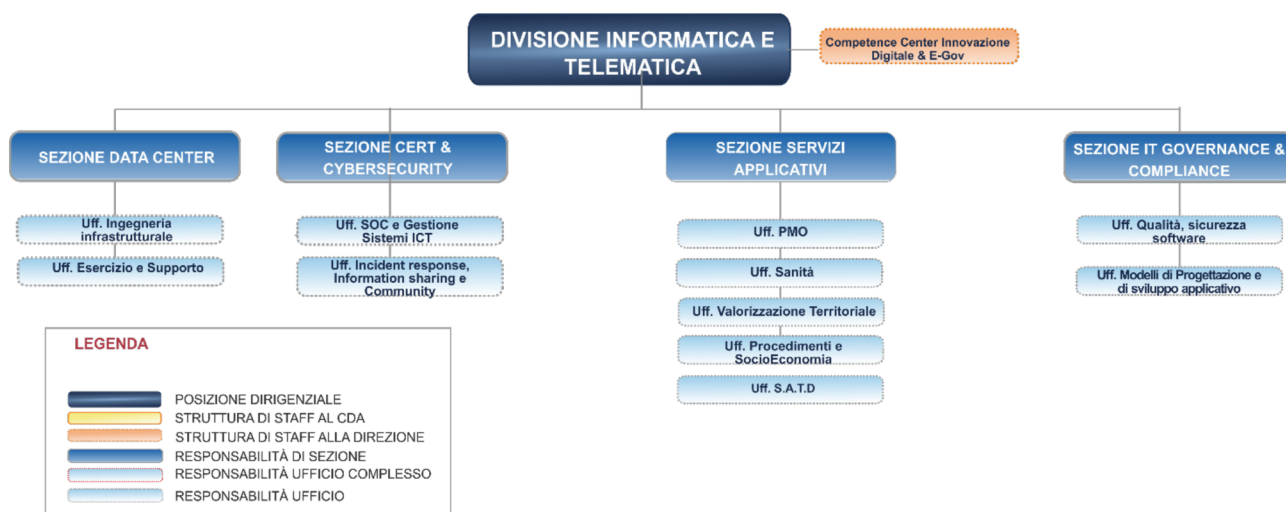 DIVISIONE INFORMATICA E
TELEMATICA
Competence Center Innovazione
Digitale & E-Gov
SEZIONE DATA CENTER
Uff. Ingegneria
infrastrutturale
Uff. Esercizio e Supporto
SEZIONE CERT &
CYBERSECURITY
Uff. SOC e Gestione
Sistemi ICT
Uff. Incident response,
Information sharing e
Community
SEZIONE SERVIZI
APPLICATIVI
Uff. PMO
Uff. Sanità
Uff. Valorizzazione Territoriale
Uff. Procedimenti e
SocioEconomia
Uff. S.A.T.D
SEZIONE IT GOVERNANCE &
COMPLIANCE
Uff. Qualità, sicurezza
software
Uff. Modelli di Progettazione e
di sviluppo applicativo
LEGENDA
POSIZIONE DIRIGENZIALE
STRUTTURA DI STAFF AL CDA
STRUTTURA DI STAFF ALLA DIREZIONE
RESPONSABILITÀ DI SEZIONE
RESPONSABILITÀ UFFICIO COMPLESSO
RESPONSABILITÀ UFFICIO